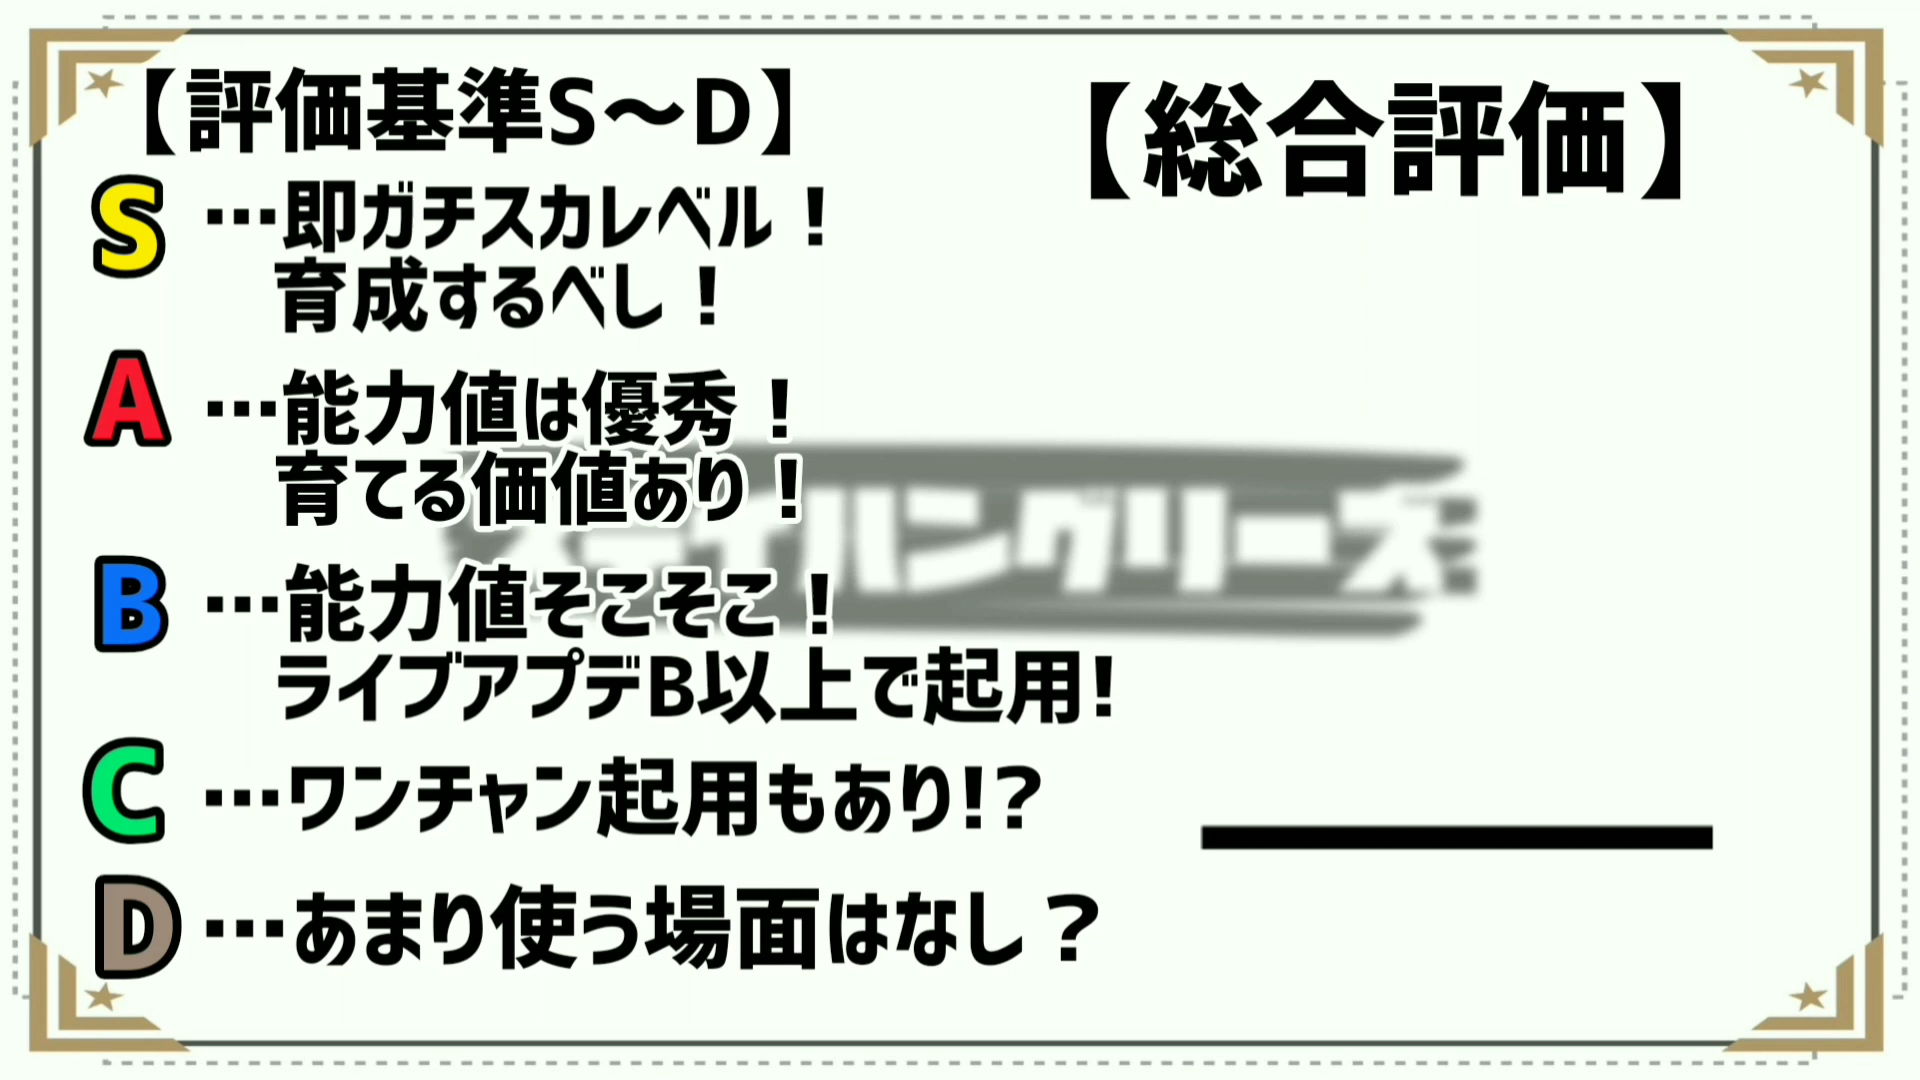 【評価基準S～D】
S …即ガチスカレベル！
育成するべし！
A …能力値は優秀！
育てる価値あり！
B …能力値そこそこ！
ライブアプデB以上で起用!
C …ワンチャン起用もあり!?
D …あまり使う場面はなし？
【総合評価】